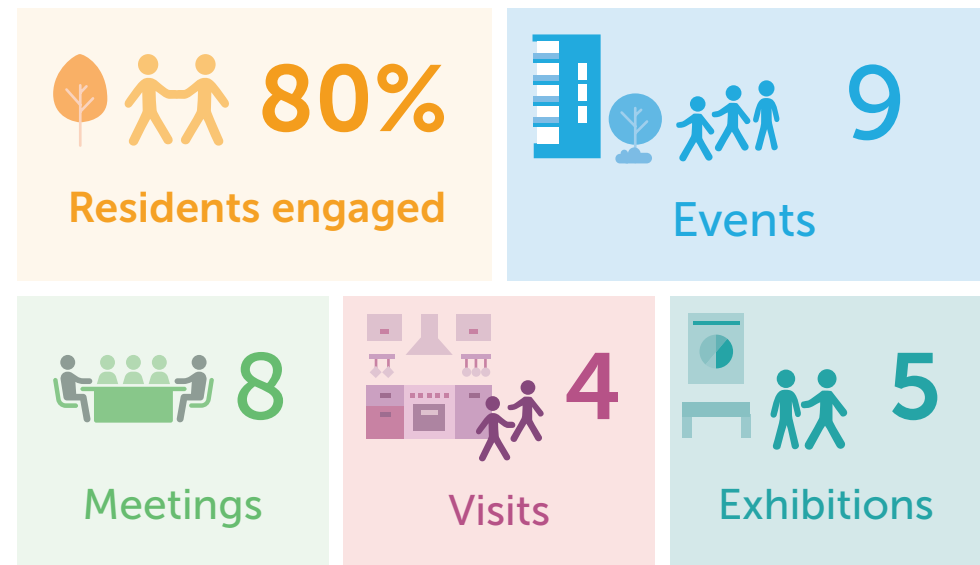 80%
Residents engaged
9
Events
8
Meetings
4
Visits
5
Exhibitions